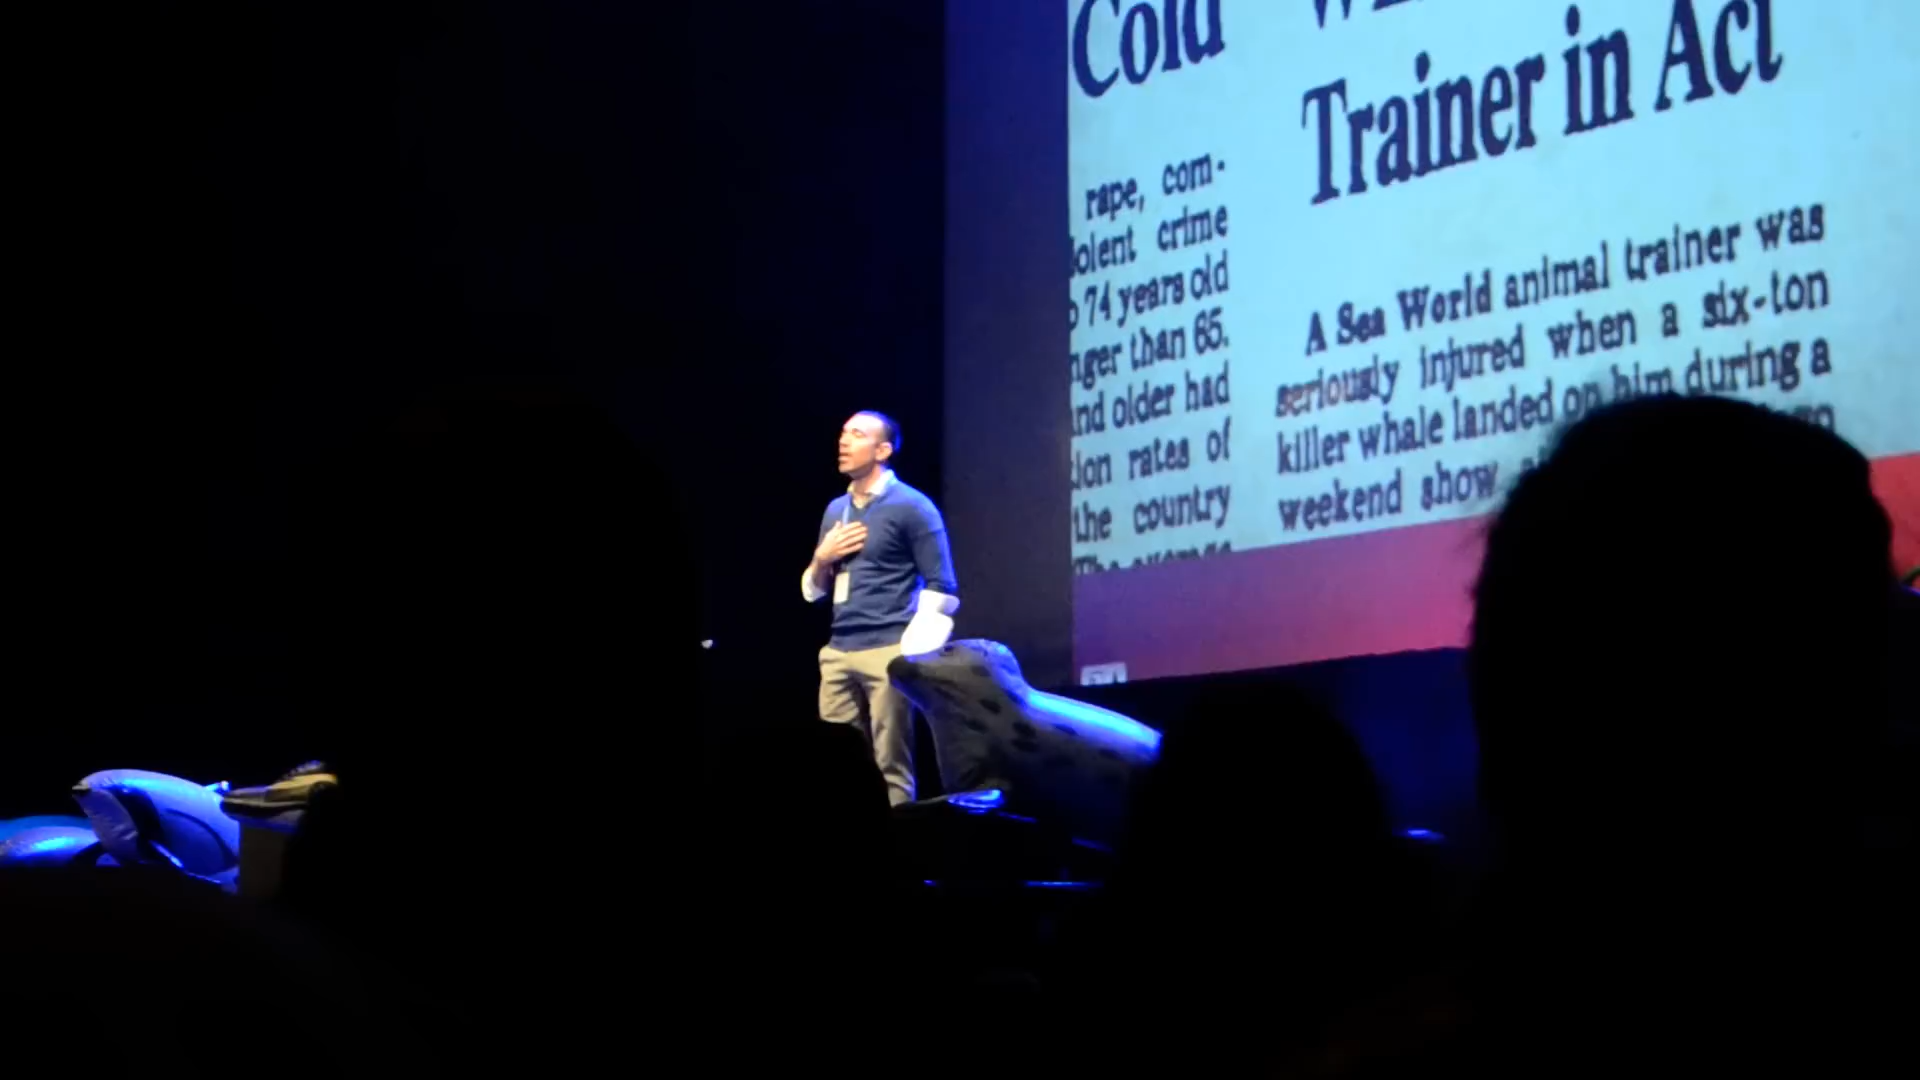 Cold
rape, com-
olent crime
74 years old
nger than 65.
nd older had
ion rates of
the country
The average
Trainer in Act
A Sea World animal trainer was
seriously injured when a six-ton
killer whale landed on him during a
weekend show